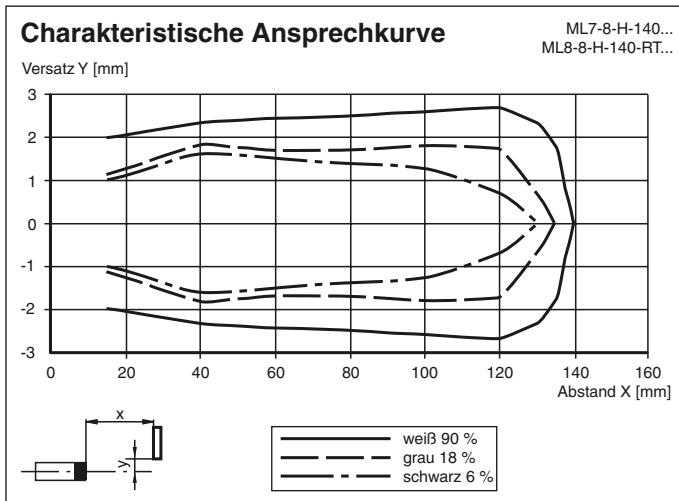 Charakteristische Ansprechkurve
ML7-8-H-140...
ML8-8-H-140-RT...
Versatz Y [mm]
3
2
1
0
-1
-2
-3
0 20 40 60 80 100 120 140 160
Abstand X [mm]
x
y
weiß 90 %
grau 18 %
schwarz 6 %